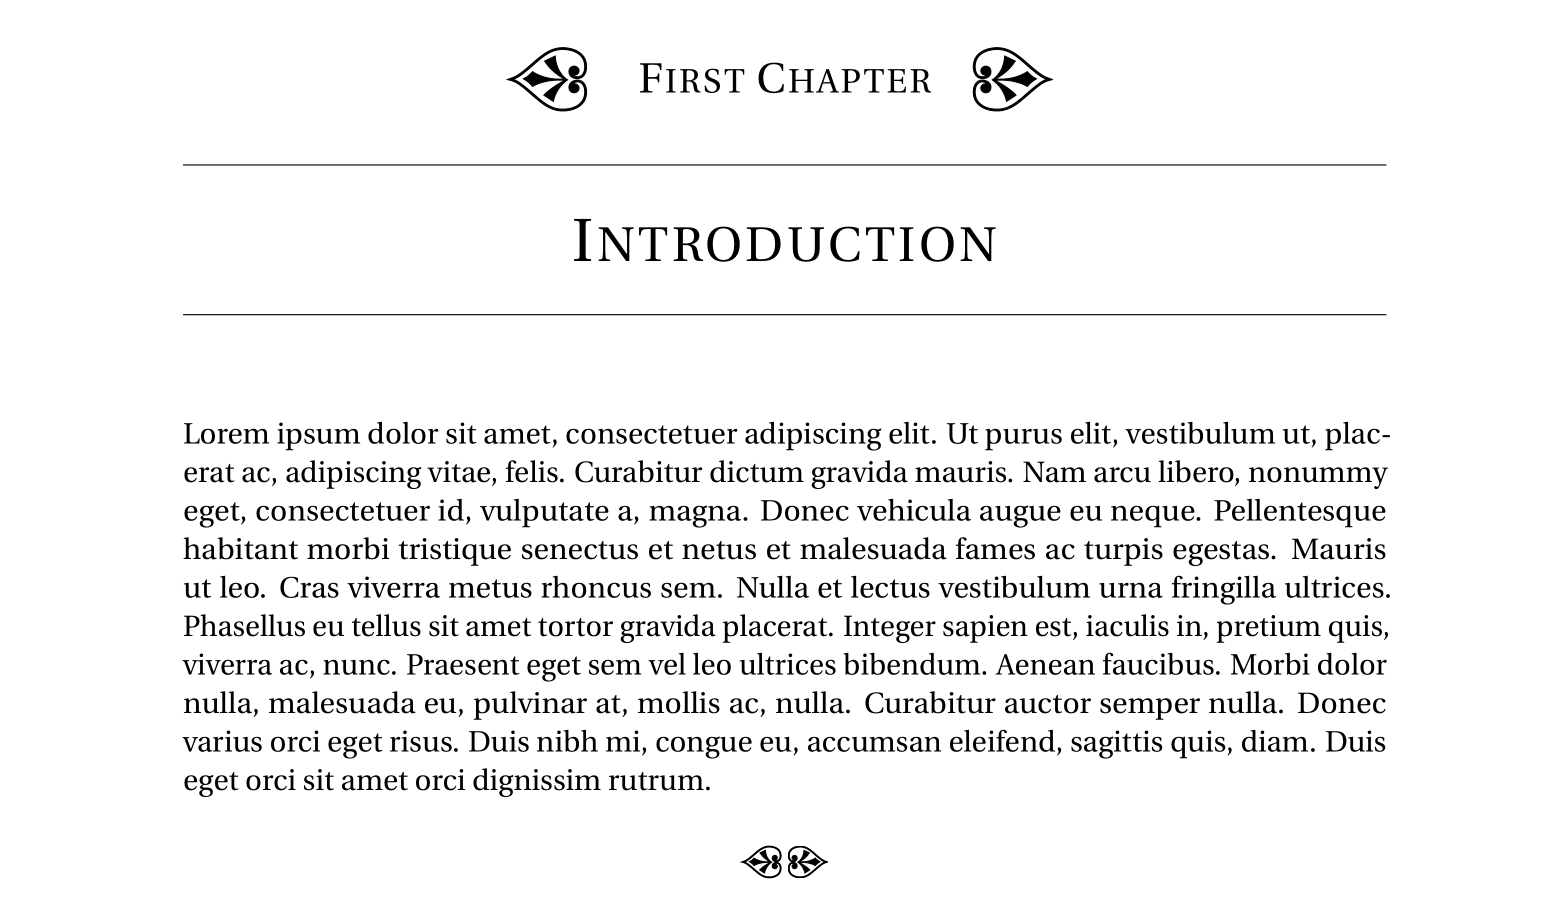 First Chapter
Introduction
Lorem ipsum dolor sit amet, consectetuer adipiscing elit. Ut purus elit, vestibulum ut, plac-
erat ac, adipiscing vitae, felis. Curabitur dictum gravida mauris. Nam arcu libero, nonummy
eget, consectetuer id, vulputate a, magna. Donec vehicula augue eu neque. Pellentesque
habitant morbi tristique senectus et netus et malesuada fames ac turpis egestas. Mauris
ut leo. Cras viverra metus rhoncus sem. Nulla et lectus vestibulum urna fringilla ultrices.
Phasellus eu tellus sit amet tortor gravida placerat. Integer sapien est, iaculis in, pretium quis,
viverra ac, nunc. Praesent eget sem vel leo ultrices bibendum. Aenean faucibus. Morbi dolor
nulla, malesuada eu, pulvinar at, mollis ac, nulla. Curabitur auctor semper nulla. Donec
varius orci eget risus. Duis nibh mi, congue eu, accumsan eleifend, sagittis quis, diam. Duis
eget orci sit amet orci dignissim rutrum.